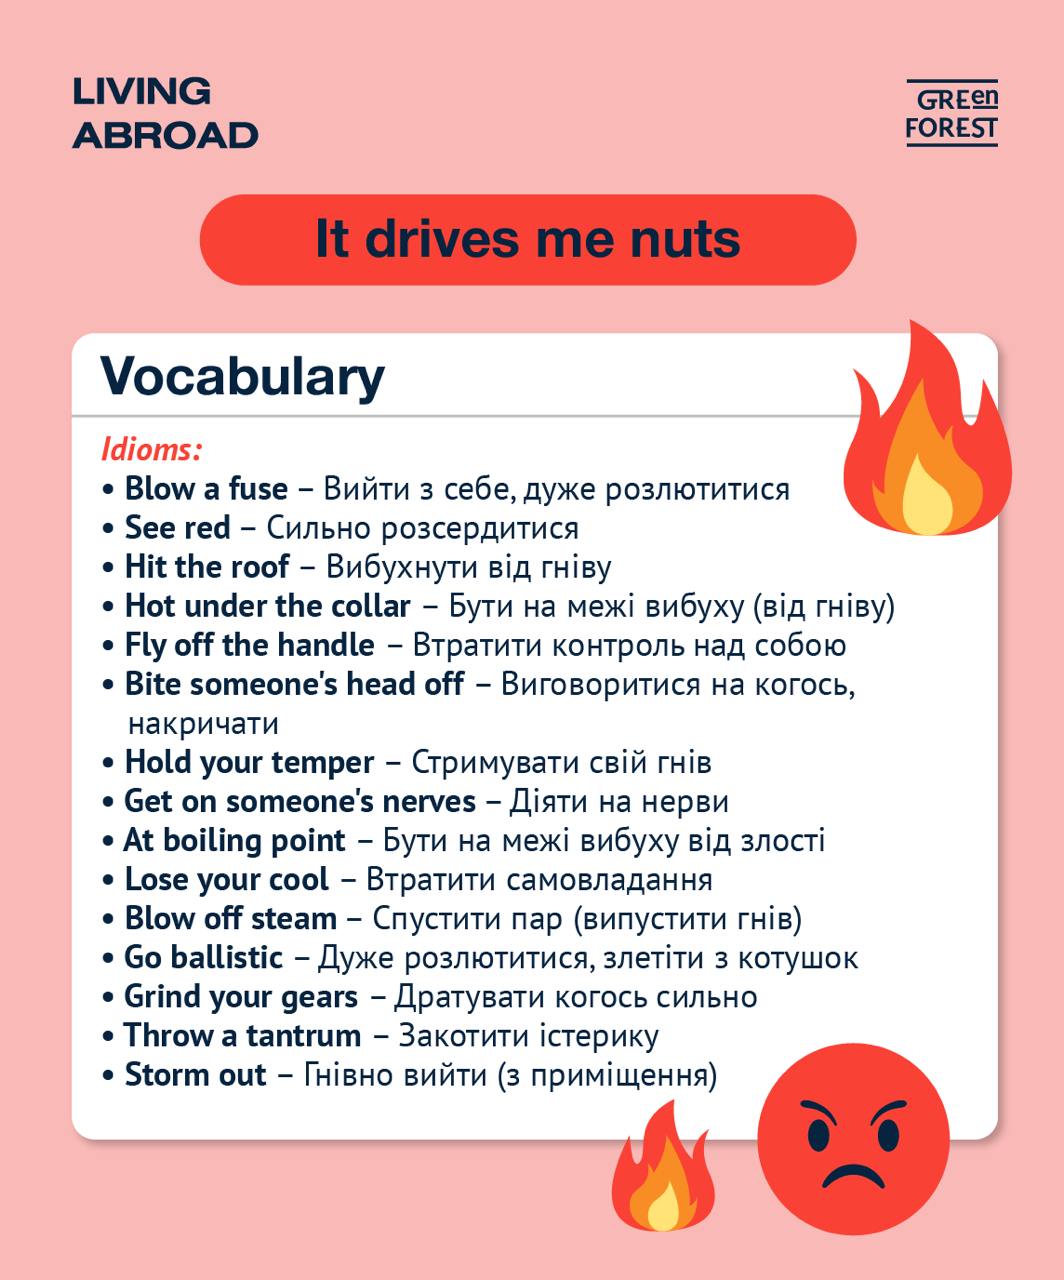 LIVING
ABROAD
GREen
FOREST
It drives me nuts
Vocabulary
Idioms:
• Blow a fuse – Вийти з себе, дуже розлютитися
• See red – Сильно розсердитися
• Hit the roof – Вибухнути від гніву
• Hot under the collar – Бути на межі вибуху (від гніву)
• Fly off the handle – Втратити контроль над собою
• Bite someone's head off – Виговоритися на когось,
накричати
• Hold your temper – Стримувати свій гнів
• Get on someone's nerves – Діяти на нерви
• At boiling point – Бути на межі вибуху від злості
• Lose your cool – Втратити самовладання
• Blow off steam – Спустити пар (випустити гнів)
• Go ballistic – Дуже розлютитися, злетіти з котушок
• Grind your gears – Дратувати когось сильно
• Throw a tantrum – Закотити істерику
• Storm out – Гнівно вийти (з приміщення)